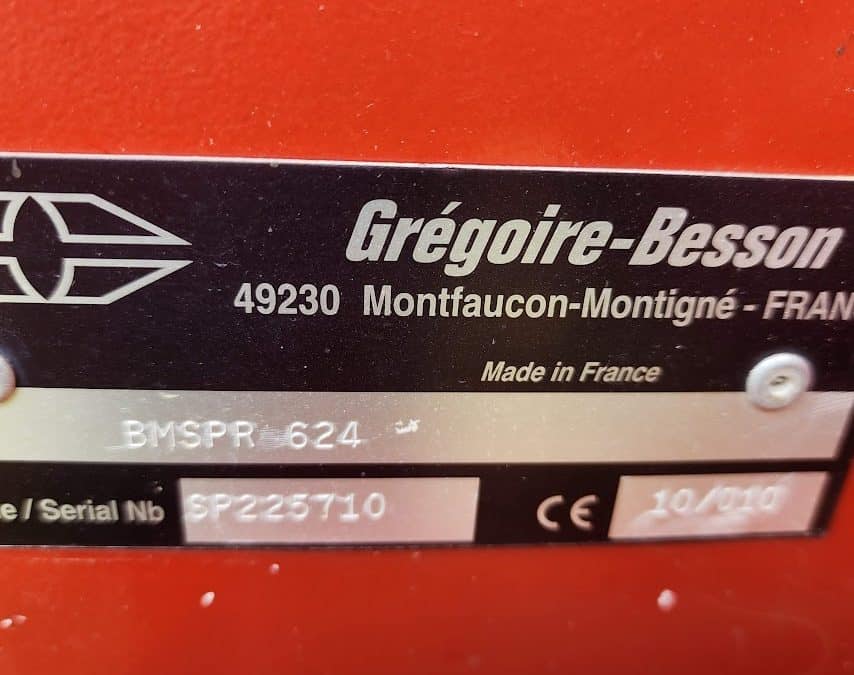 Grégoire-Besson
49230 Montfaucon-Montigné - FRAN
Made in France
BMSPR 624
e / Serial Nb SP225710 CE 10/010